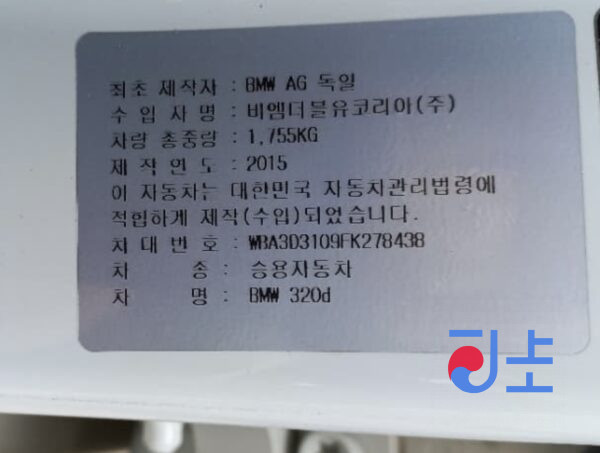 최초 제작자 : BMW AG 독일
수 입 사 명 : 비엠더블유코리아(주)
차량 총중량 : 1,755KG
제 작 연 도 : 2015
이 자동차는 대한민국 자동차관리법령에
적합하게 제작(수입)되었습니다.
차 대 번 호 : WBA3D3109FK278438
차 종 : 승용자동차
차 명 : BMW 320d